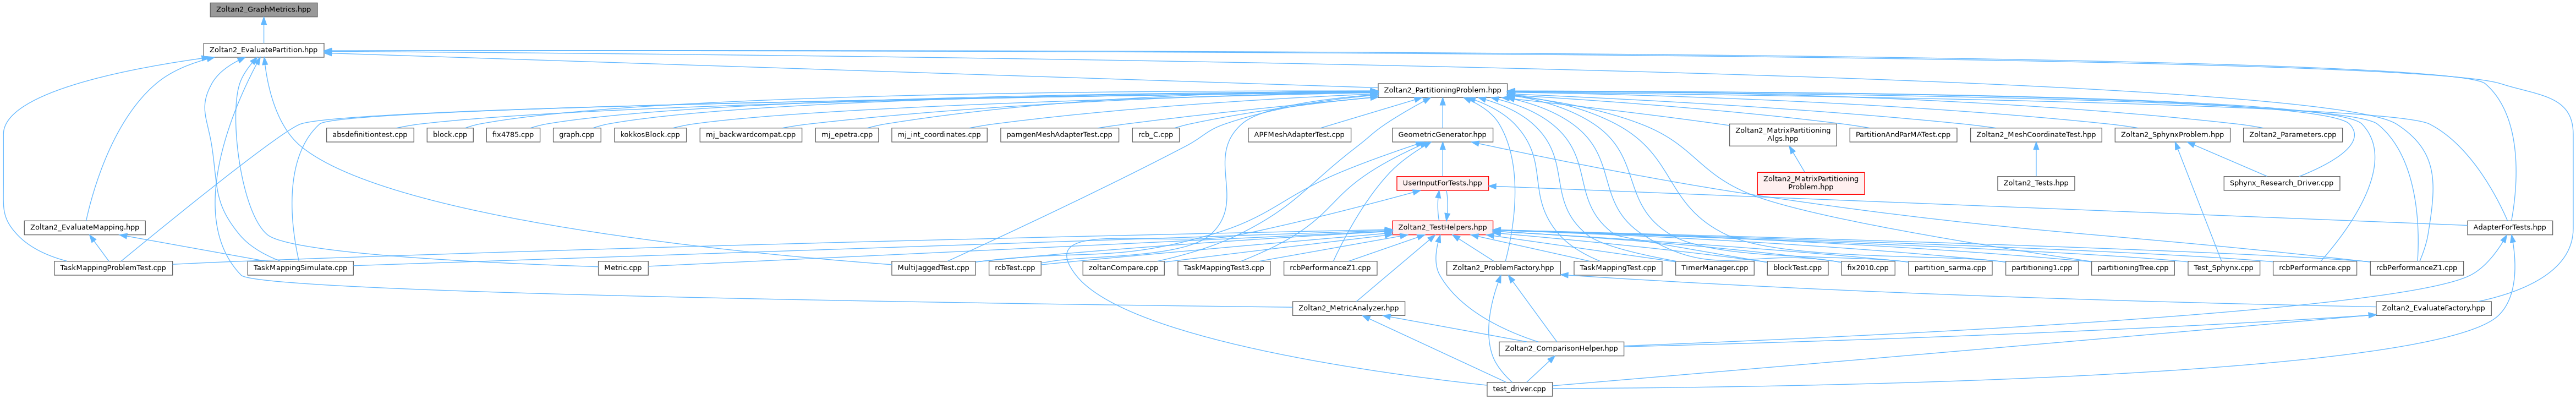 Zoltan2_GraphMetrics.hpp
Zoltan2_EvaluatePartition.hpp
Zoltan2_PartitioningProblem.hpp
absdefinitiontest.cpp
block.cpp
fix4785.cpp
graph.cpp
kokkosBlock.cpp
mj_backwardcompat.cpp
mj_epetra.cpp
mj_int_coordinates.cpp
pamgenMeshAdapterTest.cpp
rcb_C.cpp
APFMeshAdapterTest.cpp
GeometricGenerator.hpp
Zoltan2_MatrixPartitioning
Algs.hpp
PartitionAndParMATest.cpp
Zoltan2_MeshCoordinateTest.hpp
Zoltan2_SphynxProblem.hpp
Zoltan2_Parameters.cpp
UserInputForTests.hpp
Zoltan2_MatrixPartitioning
Problem.hpp
Zoltan2_Tests.hpp
Sphynx_Research_Driver.cpp
Zoltan2_EvaluateMapping.hpp
Zoltan2_TestHelpers.hpp
AdapterForTests.hpp
TaskMappingProblemTest.cpp
TaskMappingSimulate.cpp
Metric.cpp
MultiJaggedTest.cpp
rcbTest.cpp
zoltanCompare.cpp
TaskMappingTest3.cpp
rcbPerformanceZ1.cpp
Zoltan2_ProblemFactory.hpp
TaskMappingTest.cpp
TimerManager.cpp
blockTest.cpp
fix2010.cpp
partition_sarma.cpp
partitioning1.cpp
partitioningTree.cpp
Test_Sphynx.cpp
rcbPerformance.cpp
rcbPerformanceZ1.cpp
Zoltan2_MetricAnalyzer.hpp
Zoltan2_EvaluateFactory.hpp
Zoltan2_ComparisonHelper.hpp
test_driver.cpp